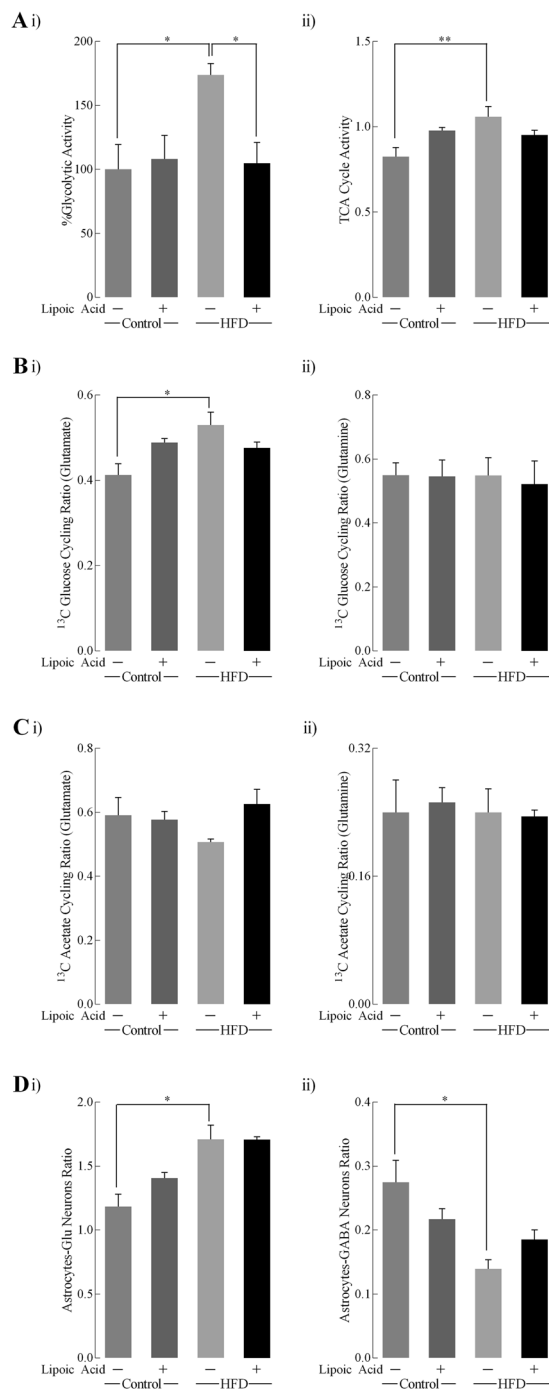 A i)
%Glycolytic Activity
200
150
100
50
0
* *
Lipoic Acid − + − +
Control HFD
ii)
TCA Cycle Activity
1.5
1.0
0.5
1.0
**
Lipoic Acid − + − +
Control HFD
B i)
13C Glucose Cycling Ratio (Glutamate)
0.6
0.4
0.2
0.0
*
Lipoic Acid − + − +
Control HFD
ii)
13C Glucose Cycling Ratio (Glutamine)
0.8
0.6
0.4
0.2
0.0
Lipoic Acid − + − +
Control HFD
C i)
13C Acetate Cycling Ratio (Glutamate)
0.8
0.6
0.4
0.2
0.0
Lipoic Acid − + − +
Control HFD
ii)
13C Acetate Cycling Ratio (Glutamine)
0.32
0.16
0.00
Lipoic Acid − + − +
Control HFD
D i)
Astrocytes-Glu Neurons Ratio
2.0
1.5
1.0
0.5
0.0
*
Lipoic Acid − + − +
Control HFD
ii)
Astrocytes-GABA Neurons Ratio
0.4
0.3
0.2
0.1
0.0
*
Lipoic Acid − + − +
Control HFD